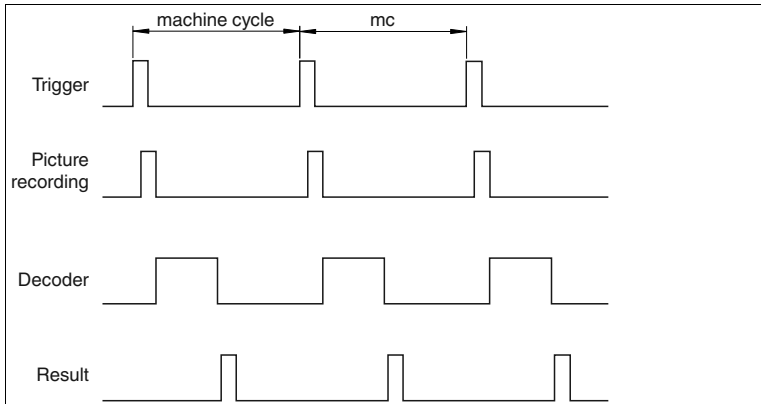 machine cycle
mc
Trigger
Picture
recording
Decoder
Result